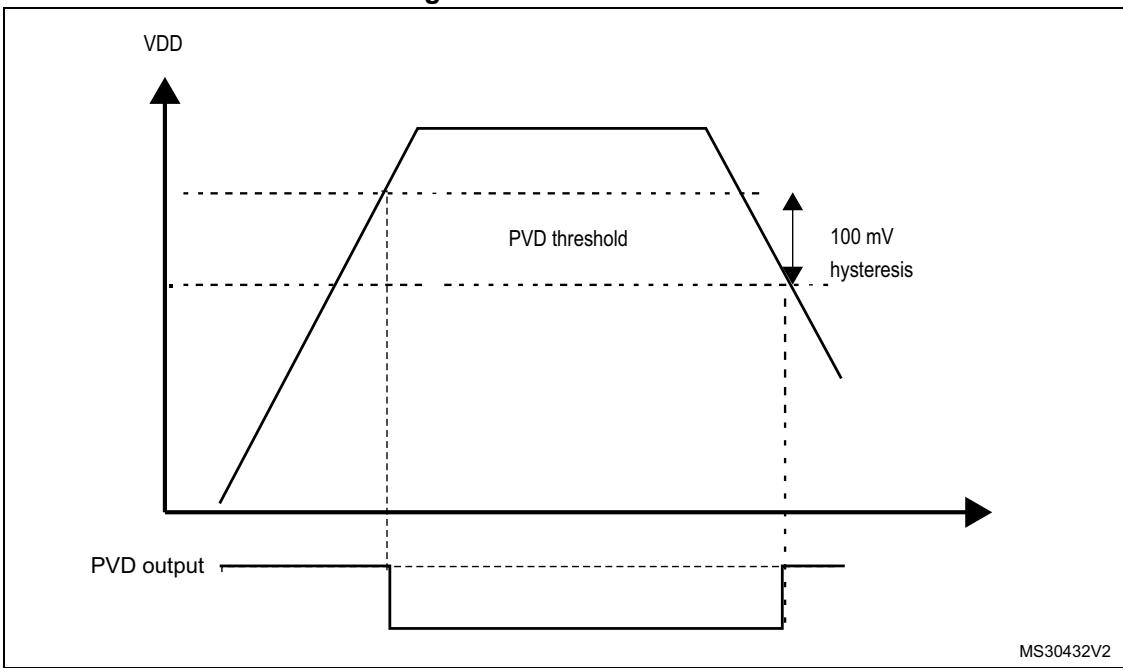 VDD
PVD threshold
100 mV
hysteresis
PVD output
MS30432V2